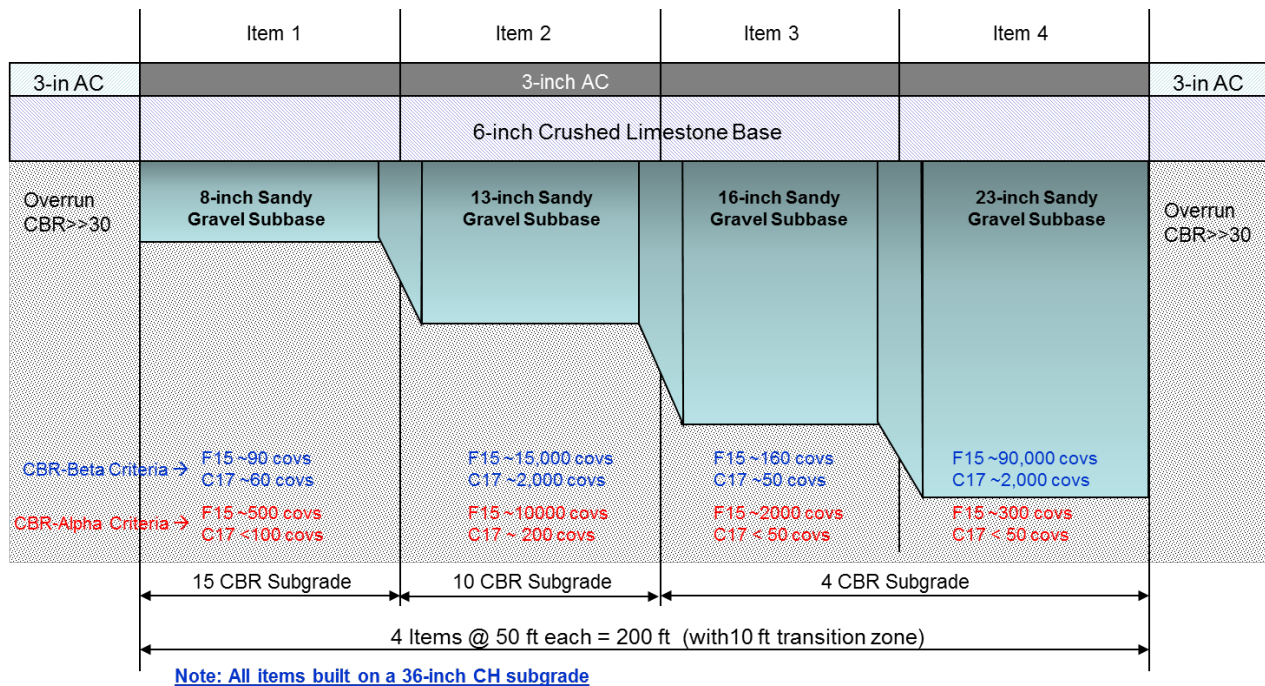 Item 1 Item 2 Item 3 Item 4
3-in AC 3-inch AC 3-in AC
6-inch Crushed Limestone Base
Overrun
CBR>>30
8-inch Sandy
Gravel Subbase
13-inch Sandy
Gravel Subbase
16-inch Sandy
Gravel Subbase
23-inch Sandy
Gravel Subbase
Overrun
CBR>>30
CBR-Beta Criteria →
F15 ~90 covs
C17 ~60 covs
F15 ~15,000 covs
C17 ~2,000 covs
F15 ~160 covs
C17 ~50 covs
F15 ~90,000 covs
C17 ~2,000 covs
CBR-Alpha Criteria →
F15 ~500 covs
C17 <100 covs
F15 ~10000 covs
C17 ~ 200 covs
F15 ~2000 covs
C17 < 50 covs
F15 ~300 covs
C17 < 50 covs
15 CBR Subgrade 10 CBR Subgrade 4 CBR Subgrade
4 Items @ 50 ft each = 200 ft (with10 ft transition zone)
Note: All items built on a 36-inch CH subgrade